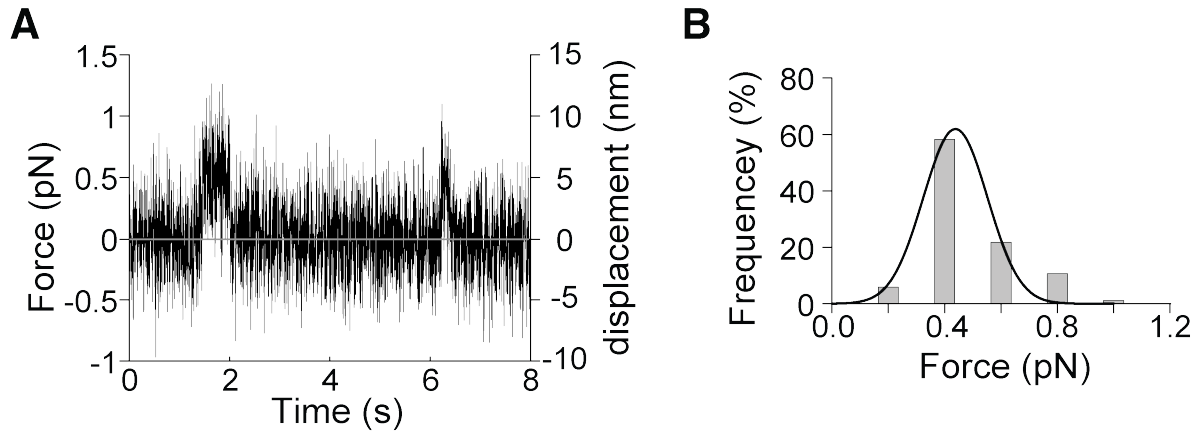 A
Force (pN)
1.5
1
0.5
0
-0.5
-1
15
10
5
0
-5
-10
displacement (nm)
0 2 4 6 8
Time (s)
B
Frequencey (%)
80
60
40
20
0
0.0 0.4 0.8 1.2
Force (pN)